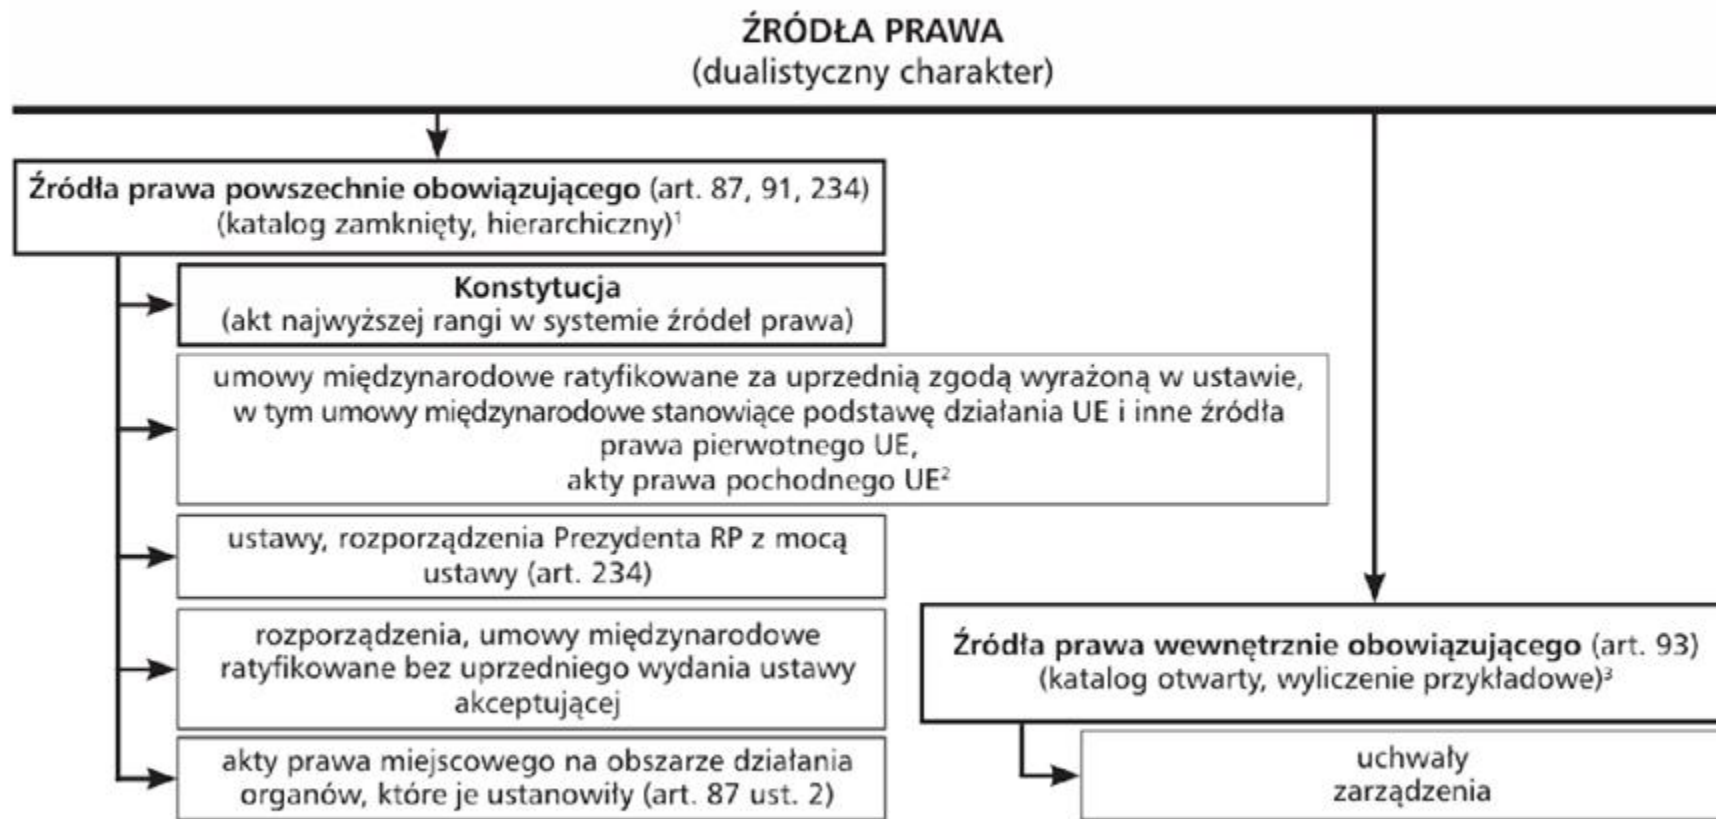 ŹRÓDŁA PRAWA
(dualistyczny charakter)
Źródła prawa powszechnie obowiązującego (art. 87, 91, 234)
(katalog zamknięty, hierarchiczny)¹
Konstytucja
(akt najwyższej rangi w systemie źródeł prawa)
umowy międzynarodowe ratyfikowane za uprzednią zgodą wyrażoną w ustawie,
w tym umowy międzynarodowe stanowiące podstawę działania UE i inne źródła
prawa pierwotnego UE,
akty prawa pochodnego UE²
ustawy, rozporządzenia Prezydenta RP z mocą
ustawy (art. 234)
rozporządzenia, umowy międzynarodowe
ratyfikowane bez uprzedniego wydania ustawy
akceptującej
akty prawa miejscowego na obszarze działania
organów, które je ustanowiły (art. 87 ust. 2)
Źródła prawa wewnętrznie obowiązującego (art. 93)
(katalog otwarty, wyliczenie przykładowe)³
uchwały
zarządzenia